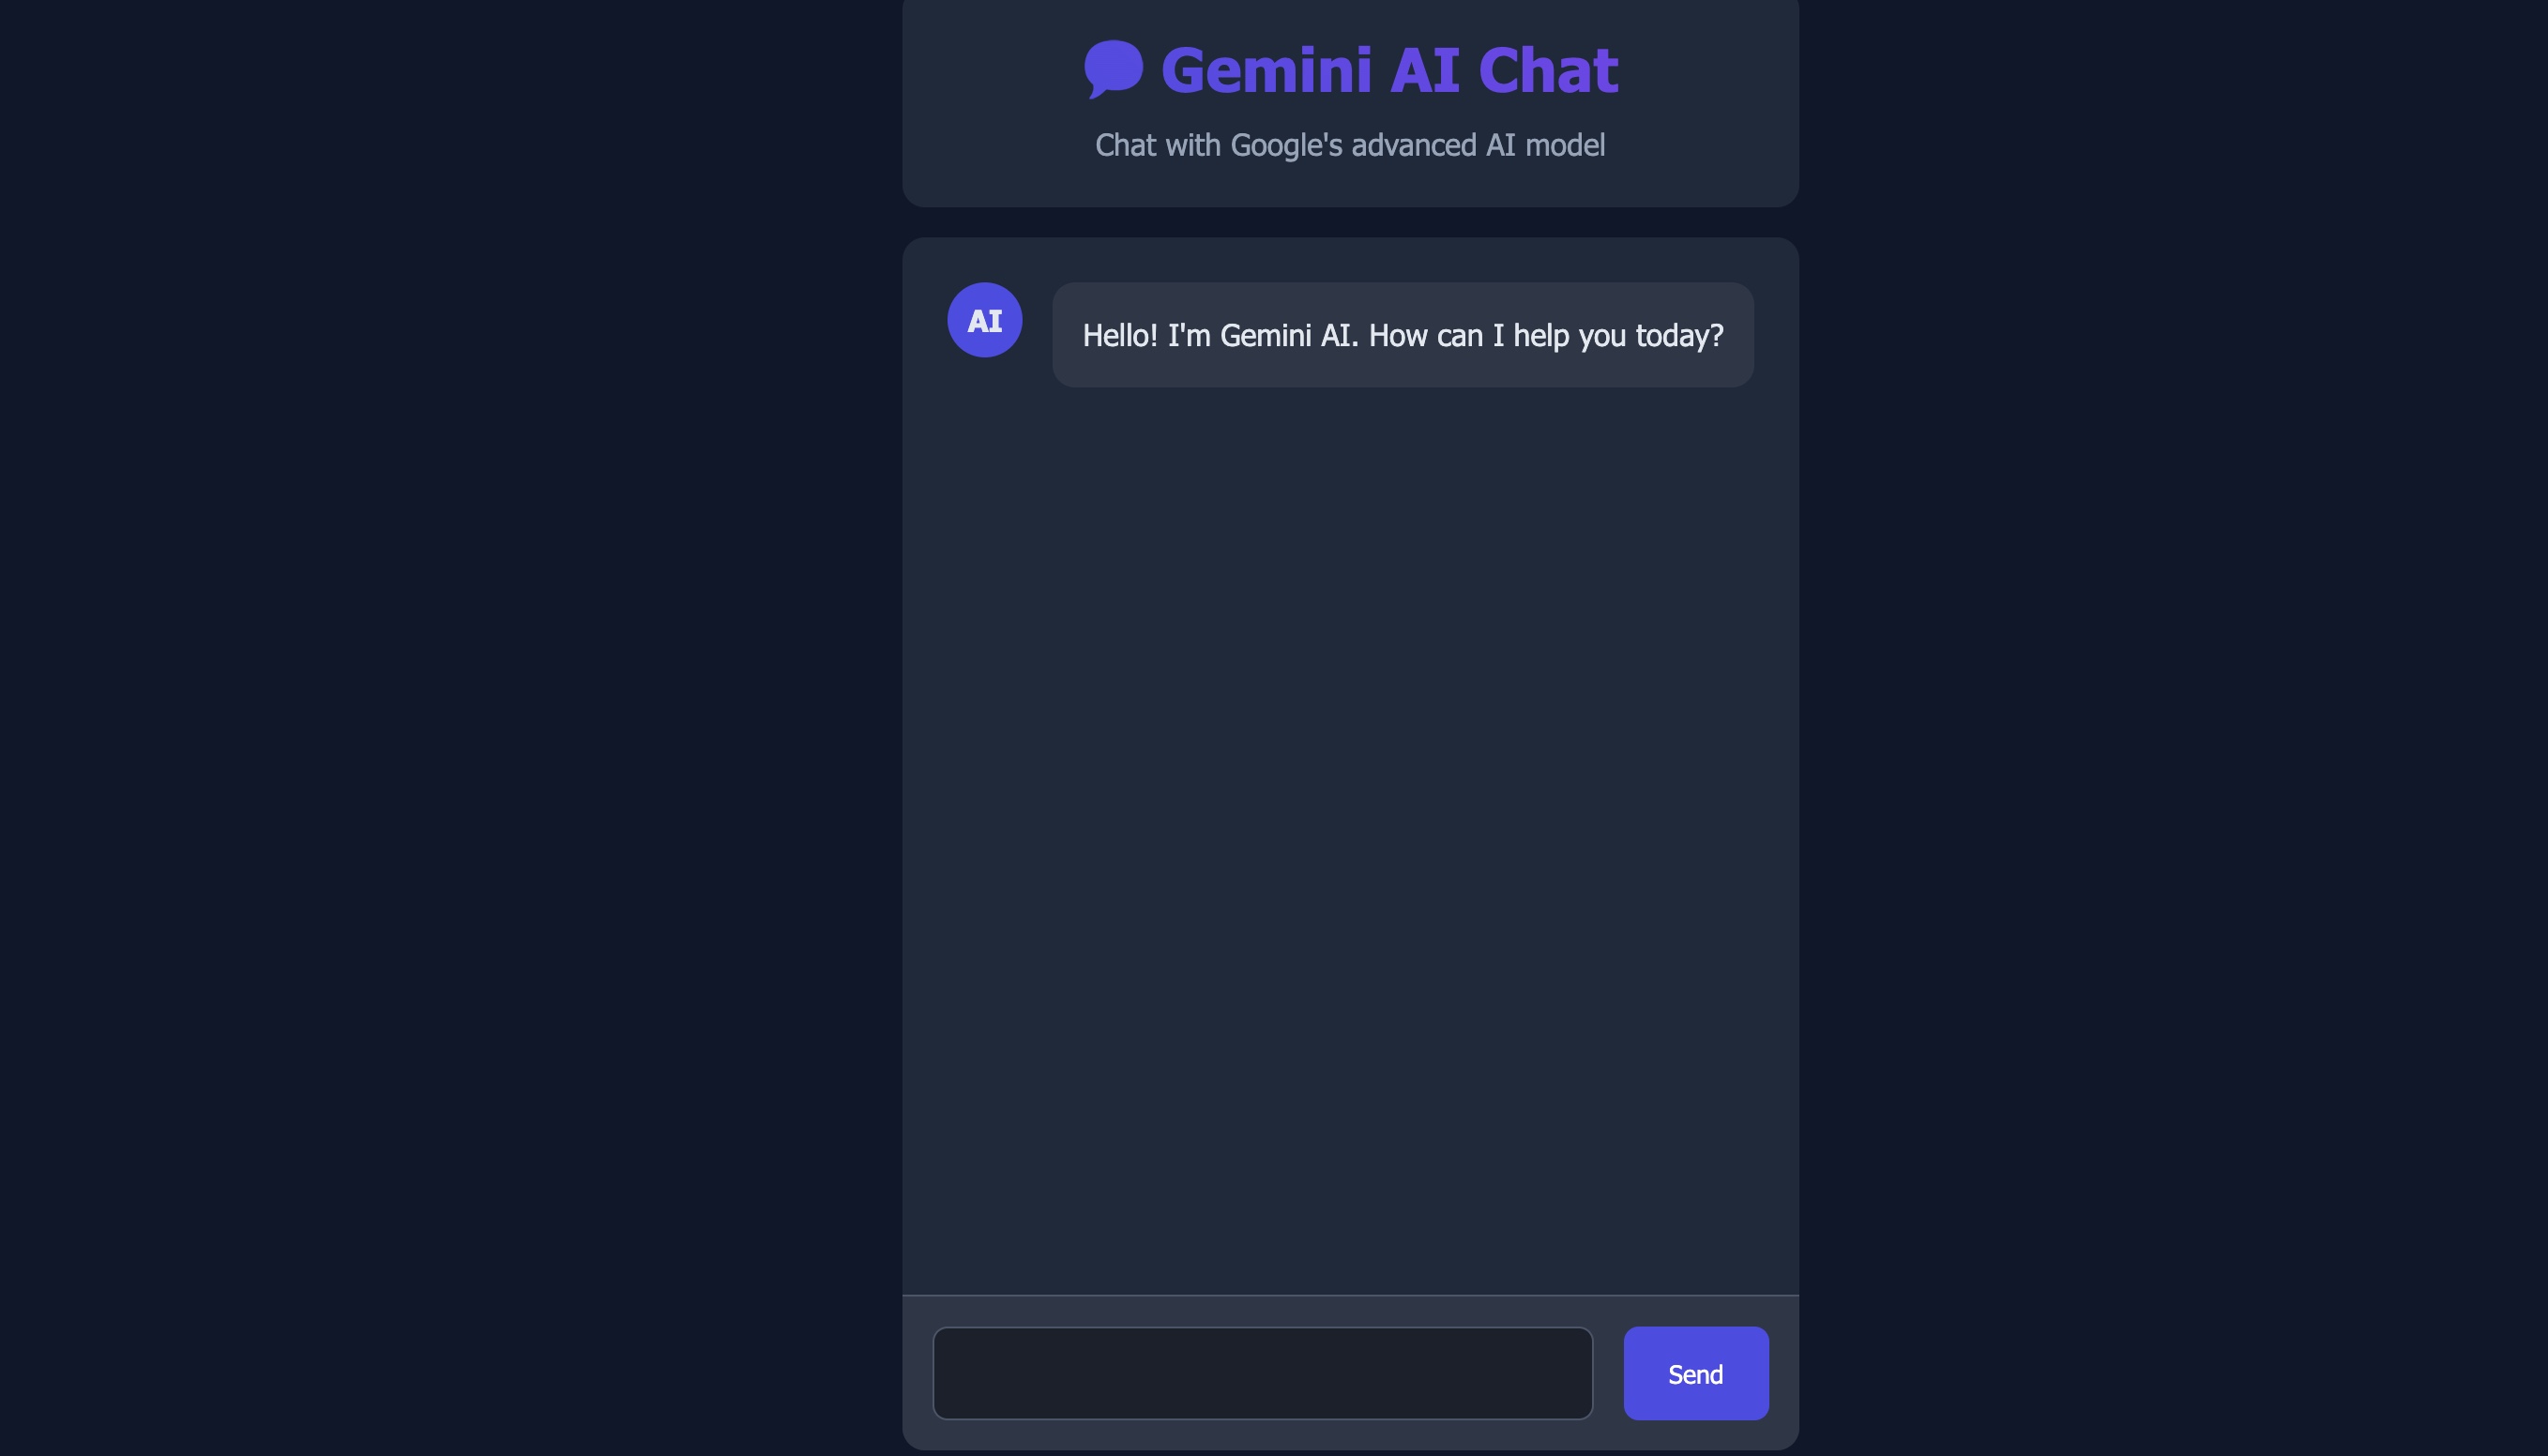 Gemini AI Chat
Chat with Google's advanced AI model
AI
Hello! I'm Gemini AI. How can I help you today?
Send